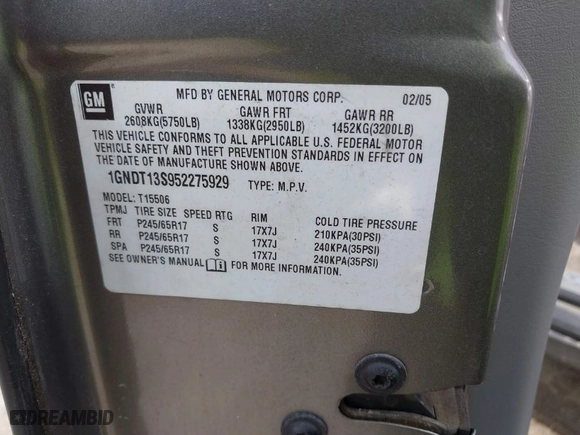 GM
MFD BY GENERAL MOTORS CORP. 02/05
GVWR GAWR FRT GAWR RR
2608KG(5750LB) 1338KG(2950LB) 1452KG(3200LB)
THIS VEHICLE CONFORMS TO ALL APPLICABLE U.S. FEDERAL MOTOR
VEHICLE SAFETY AND THEFT PREVENTION STANDARDS IN EFFECT ON
THE DATE OF MANUFACTURE SHOWN ABOVE.
1GNDT13S952275929 TYPE: M.P.V.
MODEL: T15506
TPMJ TIRE SIZE SPEED RTG RIM COLD TIRE PRESSURE
FRT P245/65R17 S 17X7J 210KPA(30PSI)
RR P245/65R17 S 17X7J 240KPA(35PSI)
SPA P245/65R17 S 17X7J 240KPA(35PSI)
SEE OWNER'S MANUAL FOR MORE INFORMATION.
DREAMBID